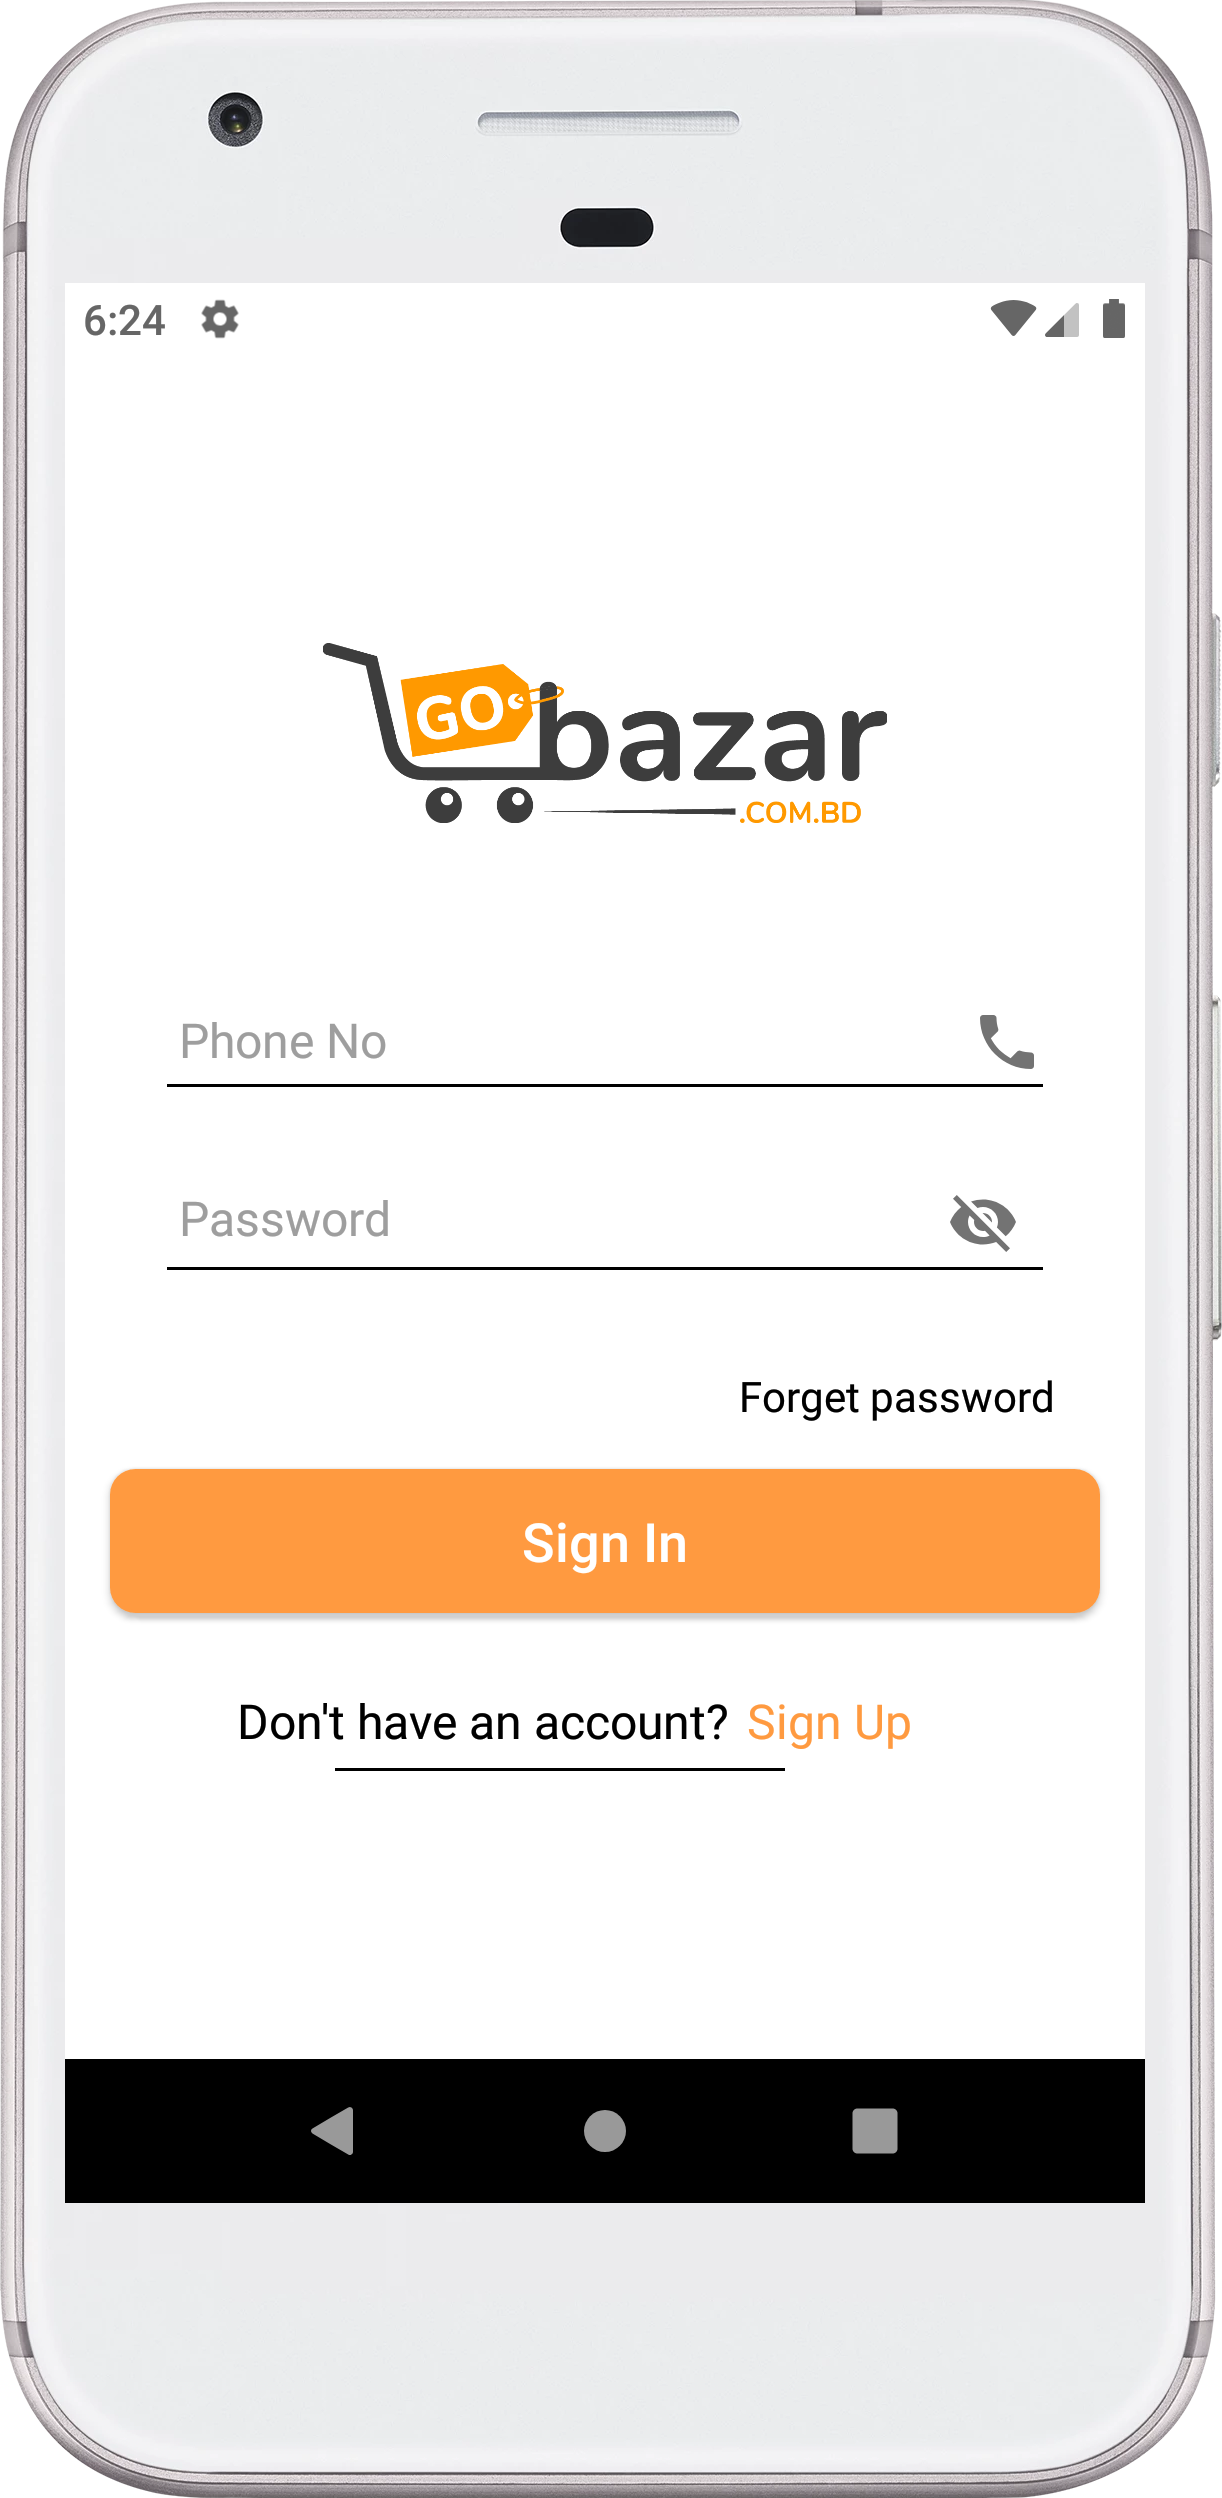 6:24
GO
bazar
.COM.BD
Phone No
Password
Forget password
Sign In
Don't have an account? Sign Up